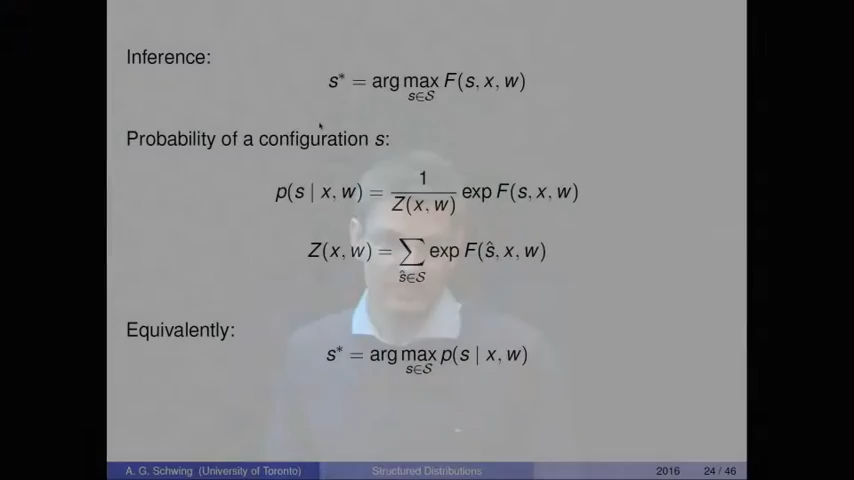 Inference:
s* = arg max F(s, x, w)
s∈S
Probability of a configuration s:
p(s | x, w) = 1/Z(x, w) exp F(s, x, w)
Z(x, w) = ∑ exp F(ŝ, x, w)
ŝ∈S
Equivalently:
s* = arg max p(s | x, w)
s∈S
A. G. Schwing (University of Toronto) Structured Distributions 2016 24 / 46